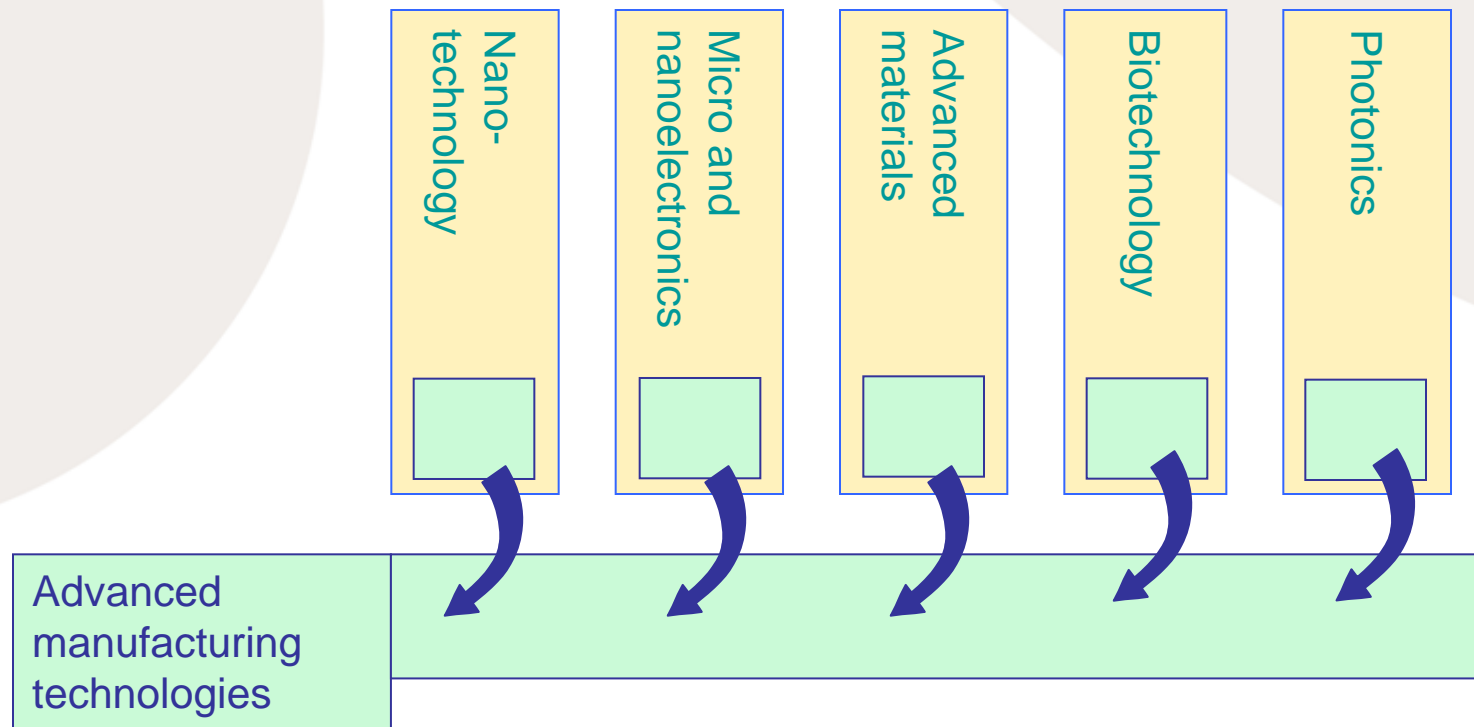 Nano-
technology
Micro and
nanoelectronics
Advanced
materials
Biotechnology
Photonics
Advanced
manufacturing
technologies